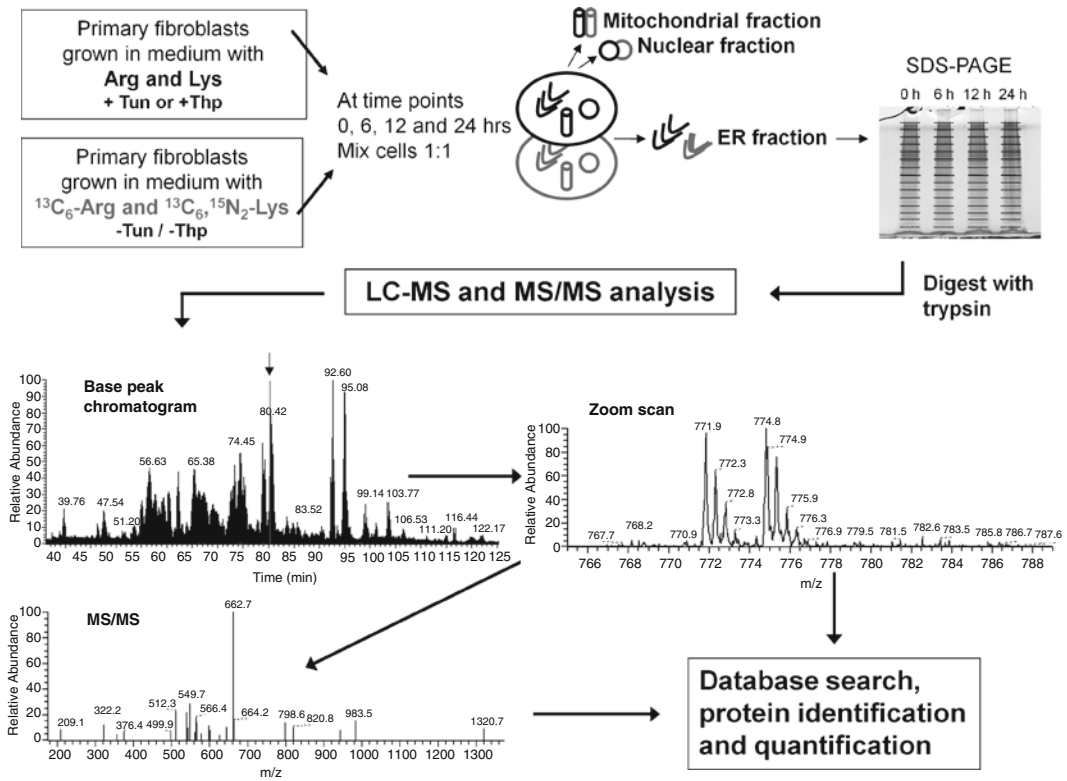 Primary fibroblasts
grown in medium with
Arg and Lys
+ Tun or +Thp
Primary fibroblasts
grown in medium with
¹³C₆-Arg and ¹³C₆,¹⁵N₂-Lys
-Tun / -Thp
At time points
0, 6, 12 and 24 hrs
Mix cells 1:1
Mitochondrial fraction
Nuclear fraction
ER fraction
SDS-PAGE
0 h 6 h 12 h 24 h
Digest with
trypsin
LC-MS and MS/MS analysis
Base peak
chromatogram
Relative Abundance
100
90
80
70
60
50
40
30
20
10
0
39.76
47.54
51.20
56.63
65.38
74.45
80.42
83.52
92.60
95.08
99.14
103.77
106.53
111.20
116.44
122.17
40 45 50 55 60 65 70 75 80 85 90 95 100 105 110 115 120 125
Time (min)
Zoom scan
Relative Abundance
100
80
60
40
20
0
767.7
768.2
770.9
771.9
772.3
772.8
773.3
774.8
774.9
775.9
776.3
776.9
779.5
781.5
782.6
783.5
785.8
786.7
787.6
766 768 770 772 774 776 778 780 782 784 786 788
m/z
MS/MS
Relative Abundance
100
80
60
40
20
0
209.1
322.2
376.4
499.9
512.3
549.7
566.4
662.7
664.2
798.6
820.8
983.5
1320.7
200 300 400 500 600 700 800 900 1000 1100 1200 1300
m/z
Database search,
protein identification
and quantification